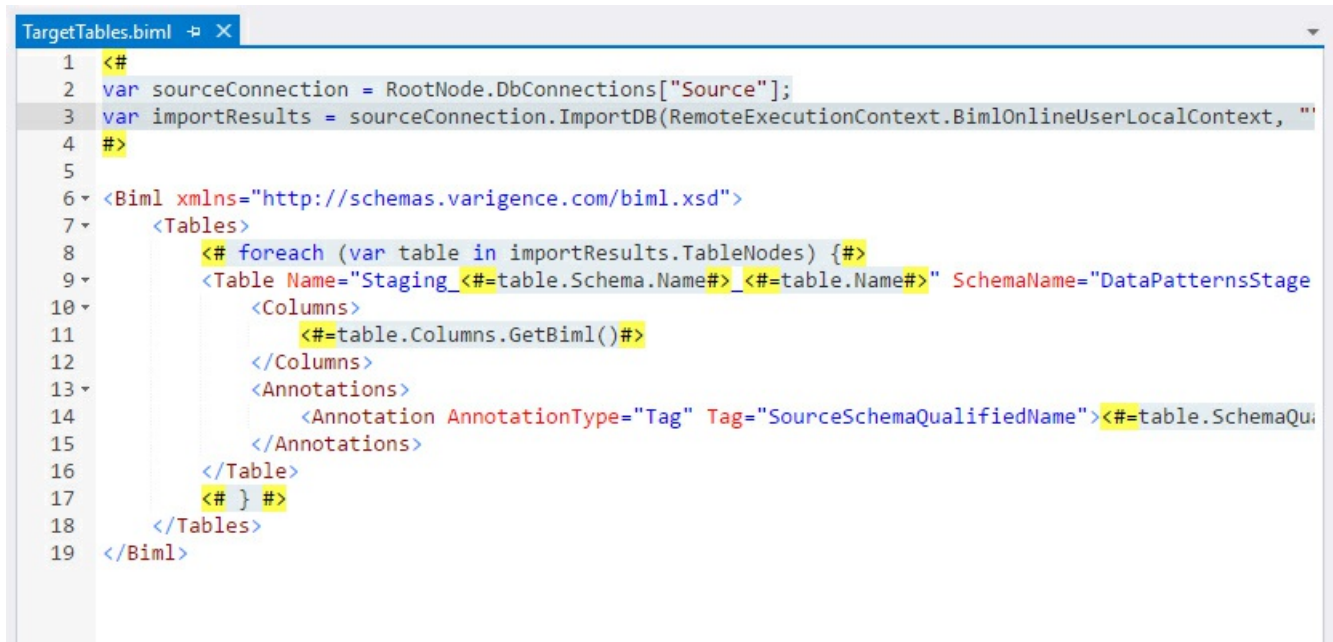 TargetTables.biml
1 <#
2 var sourceConnection = RootNode.DbConnections["Source"];
3 var importResults = sourceConnection.ImportDB(RemoteExecutionContext.BimlOnlineUserLocalContext, ""
4 #>
5
6 <Biml xmlns="http://schemas.varigence.com/biml.xsd">
7 <Tables>
8 <# foreach (var table in importResults.TableNodes) {#>
9 <Table Name="Staging_<#=table.Schema.Name#>_<#=table.Name#>" SchemaName="DataPatternsStage
10 <Columns>
11 <#=table.Columns.GetBiml()#>
12 </Columns>
13 <Annotations>
14 <Annotation AnnotationType="Tag" Tag="SourceSchemaQualifiedName"><#=table.SchemaQu
15 </Annotations>
16 </Table>
17 <# } #>
18 </Tables>
19 </Biml>